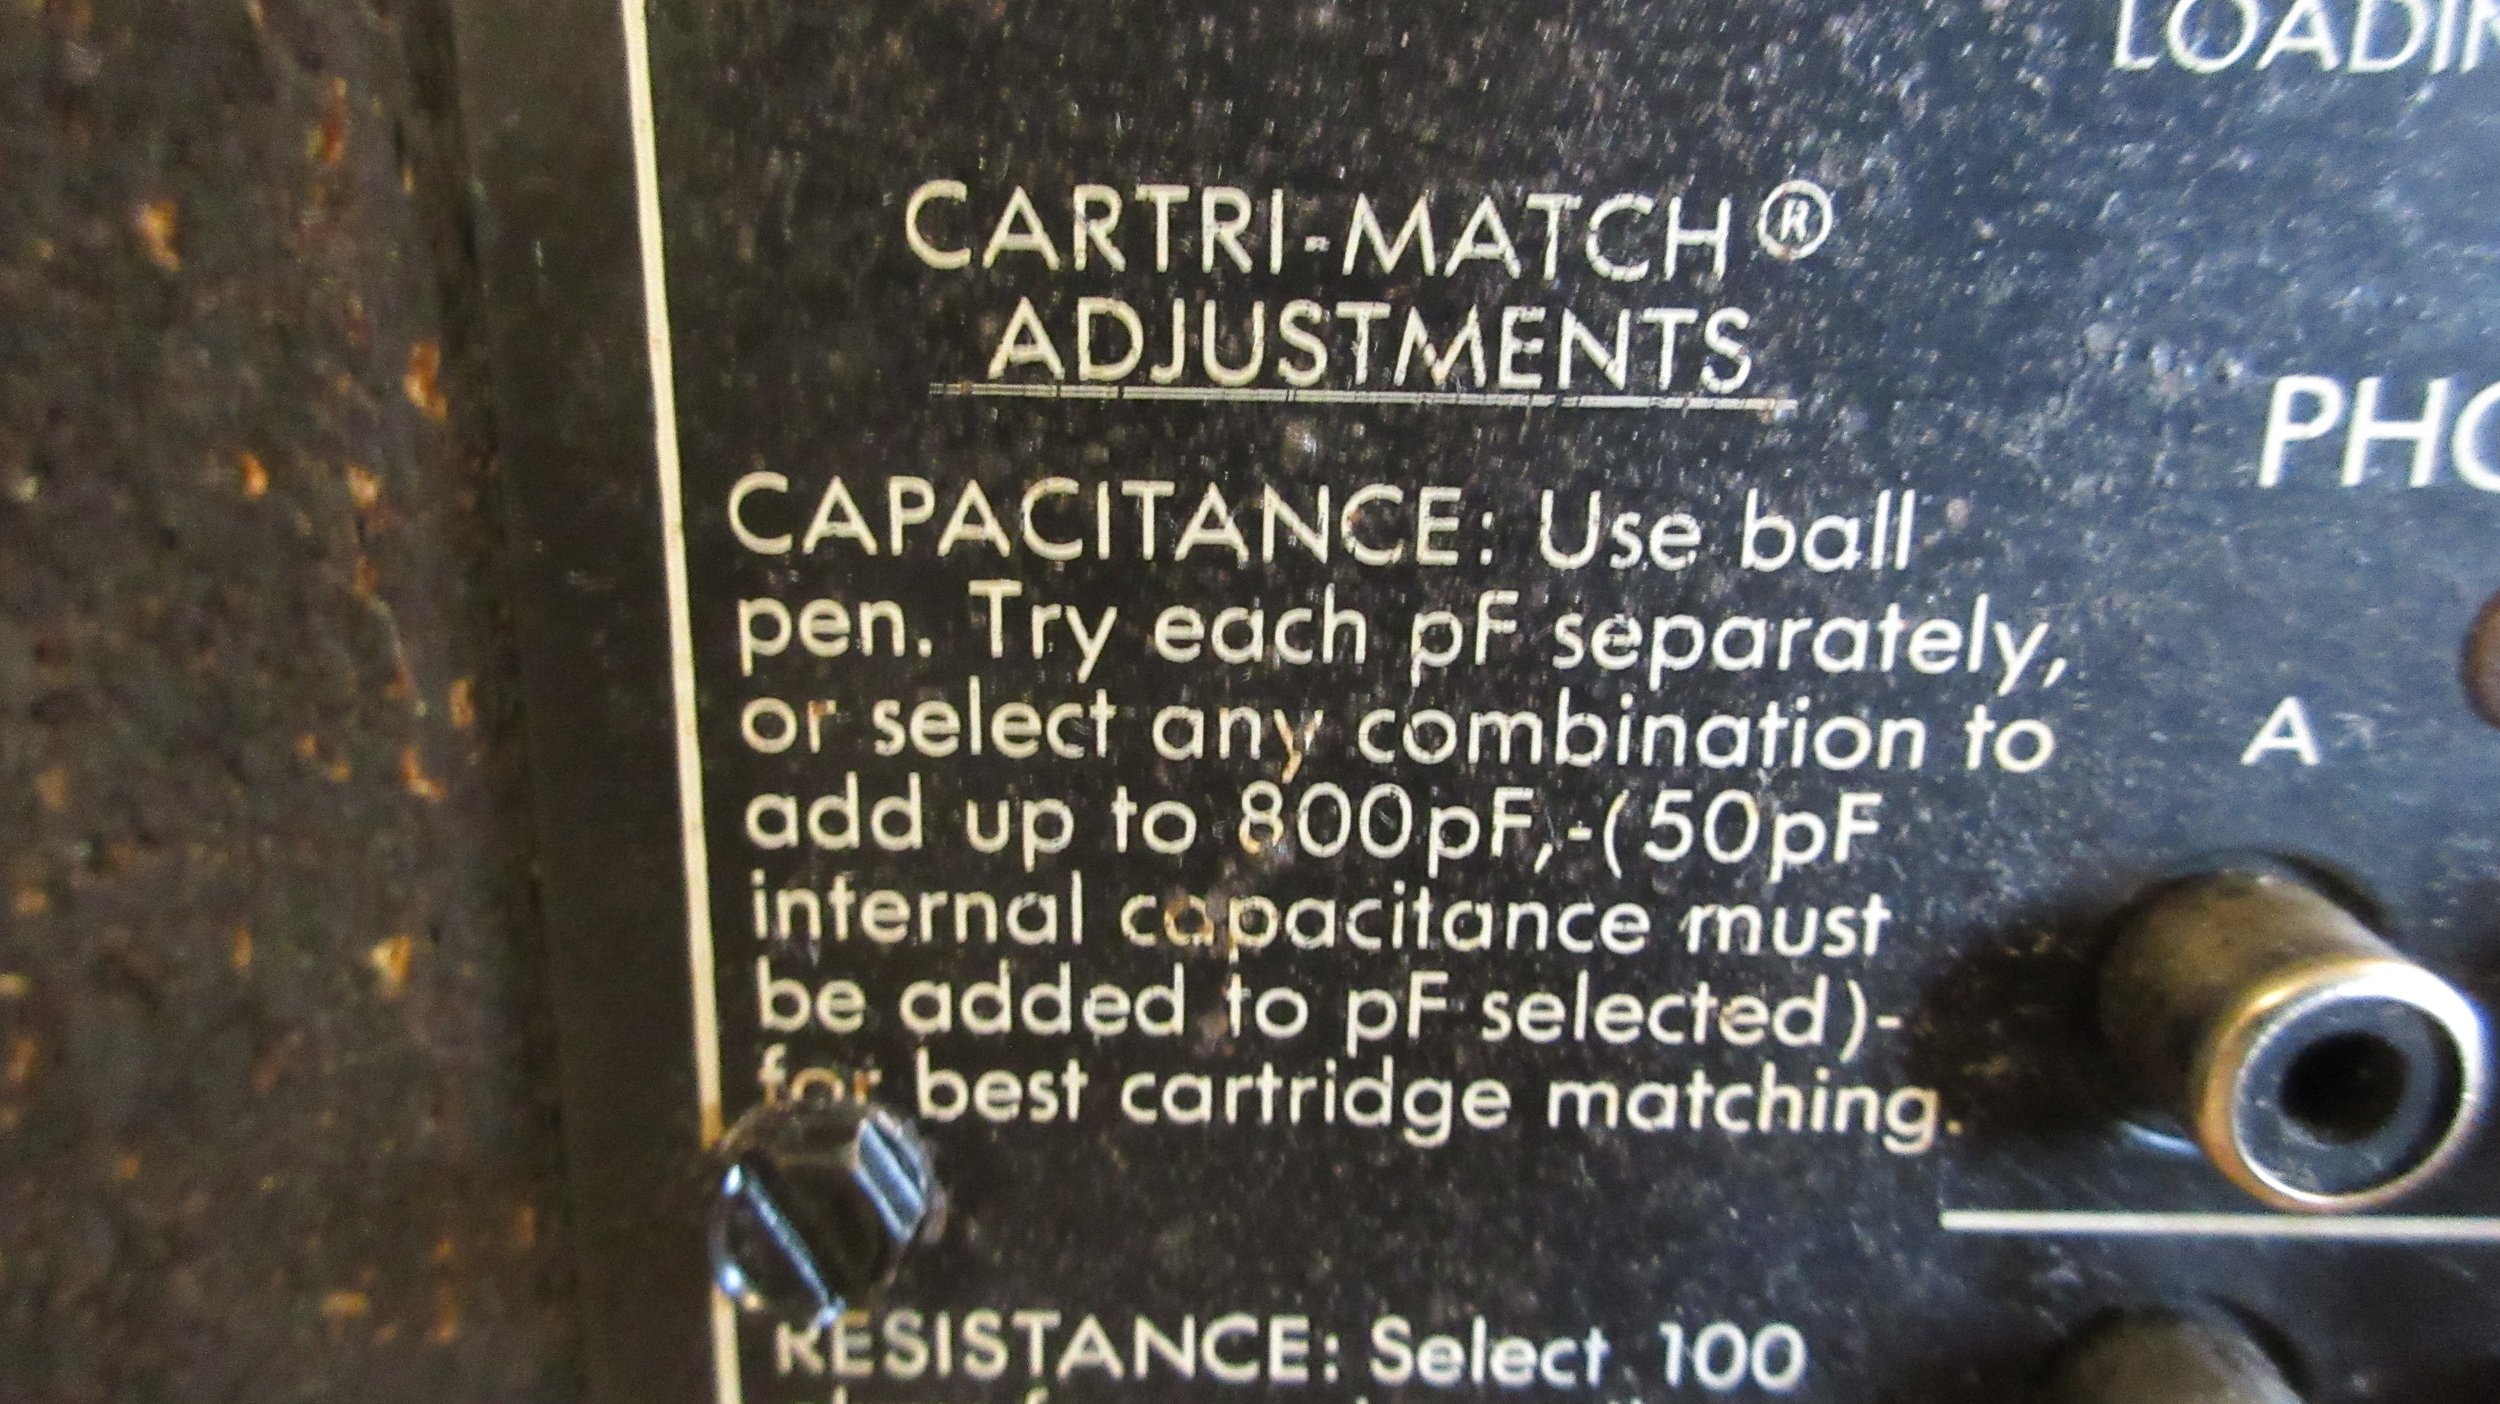 CARTRI-MATCH®
ADJUSTMENTS
CAPACITANCE: Use ball
pen. Try each pF separately,
or select any combination to
add up to 800pF,-(50pF
internal capacitance must
be added to pF selected)-
for best cartridge matching.
RESISTANCE: Select 100
LOADIN
PHO
A